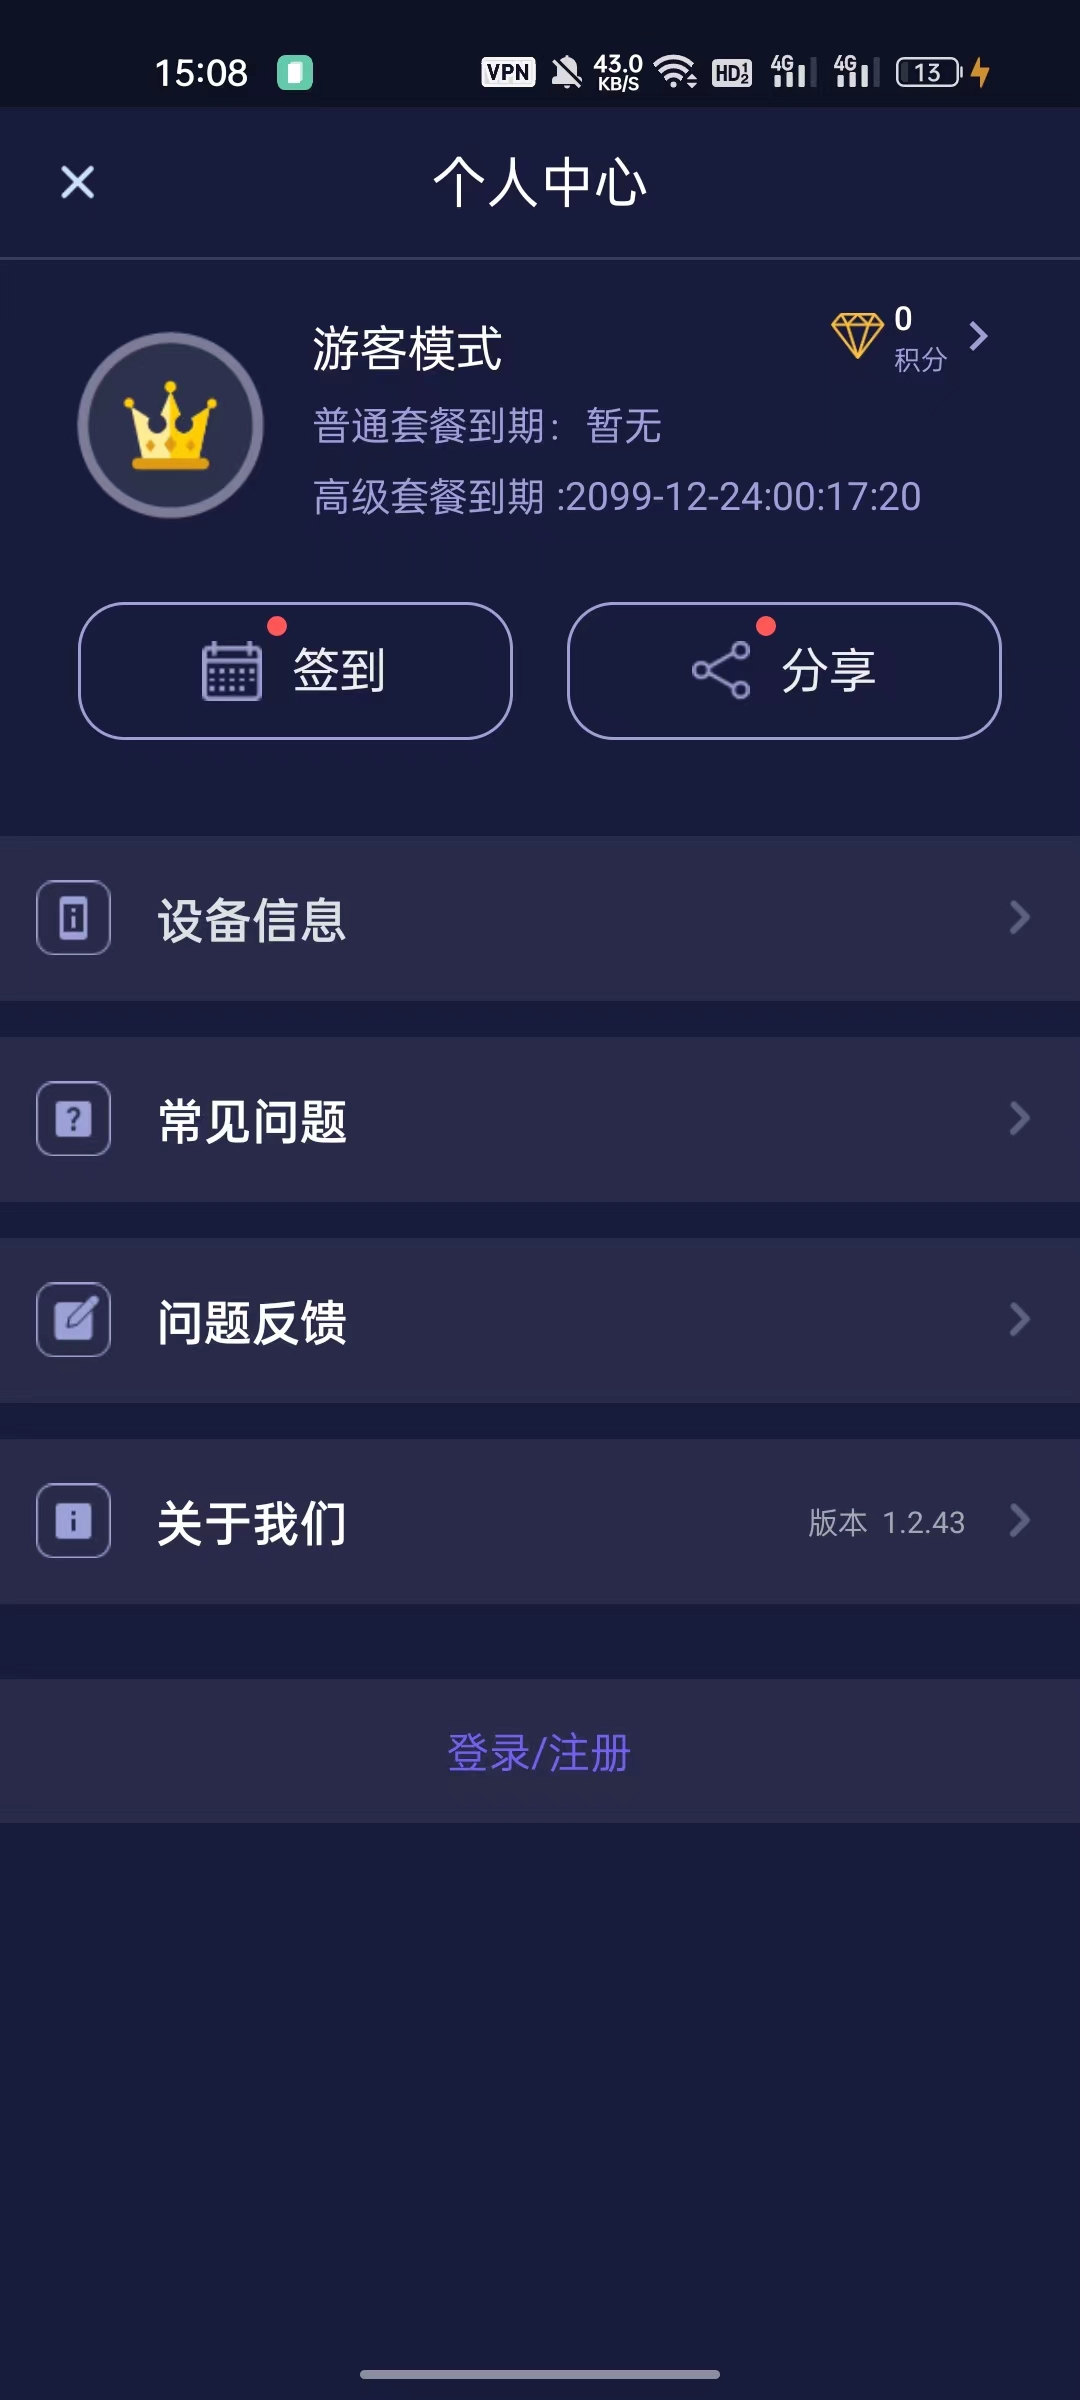 15:08 VPN 43.0 KB/S HD 1 2 4G 4G 13
个人中心
游客模式
0
积分
普通套餐到期: 暂无
高级套餐到期 :2099-12-24:00:17:20
签到
分享
设备信息
常见问题
问题反馈
关于我们
版本 1.2.43
登录/注册